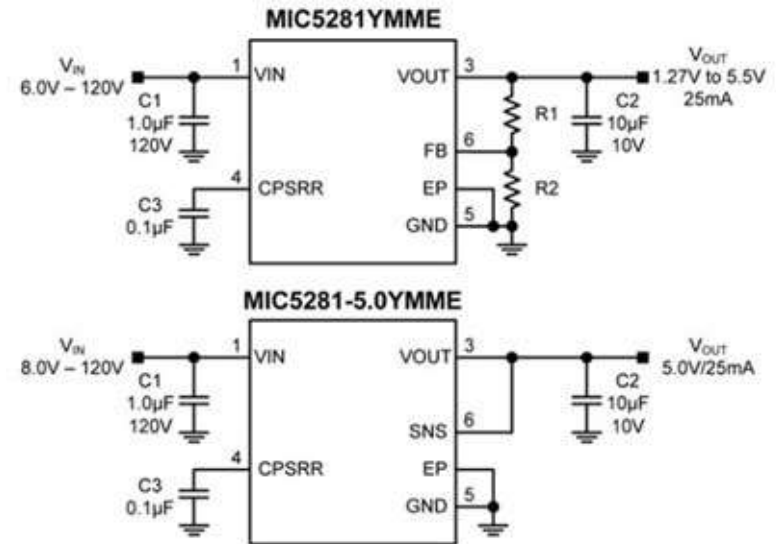 MIC5281YMME
VIN
6.0V – 120V
1
VIN
VOUT
3
VOUT
1.27V to 5.5V
25mA
C1
1.0µF
120V
R1
C2
10µF
10V
FB
6
4
CPSRR
EP
R2
C3
0.1µF
GND
5
MIC5281-5.0YMME
VIN
8.0V – 120V
1
VIN
VOUT
3
VOUT
5.0V/25mA
C1
1.0µF
120V
C2
10µF
10V
SNS
6
4
CPSRR
EP
C3
0.1µF
GND
5